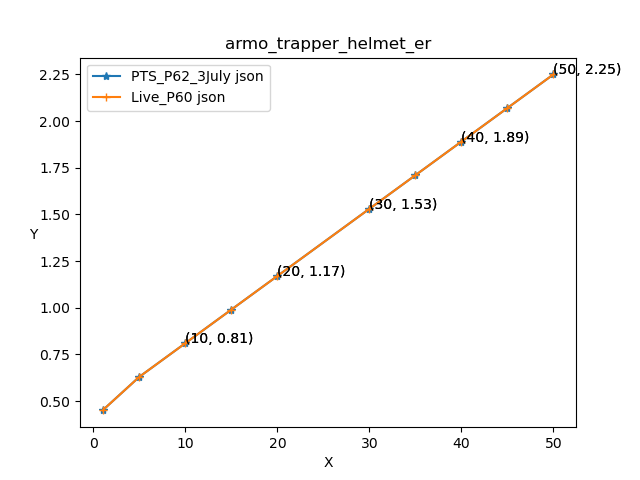 armo_trapper_helmet_er
PTS_P62_3July json
Live_P60 json
(50, 2.25)
(40, 1.89)
(30, 1.53)
(20, 1.17)
(10, 0.81)
Y
2.25
2.00
1.75
1.50
1.25
1.00
0.75
0.50
0 10 20 30 40 50
X